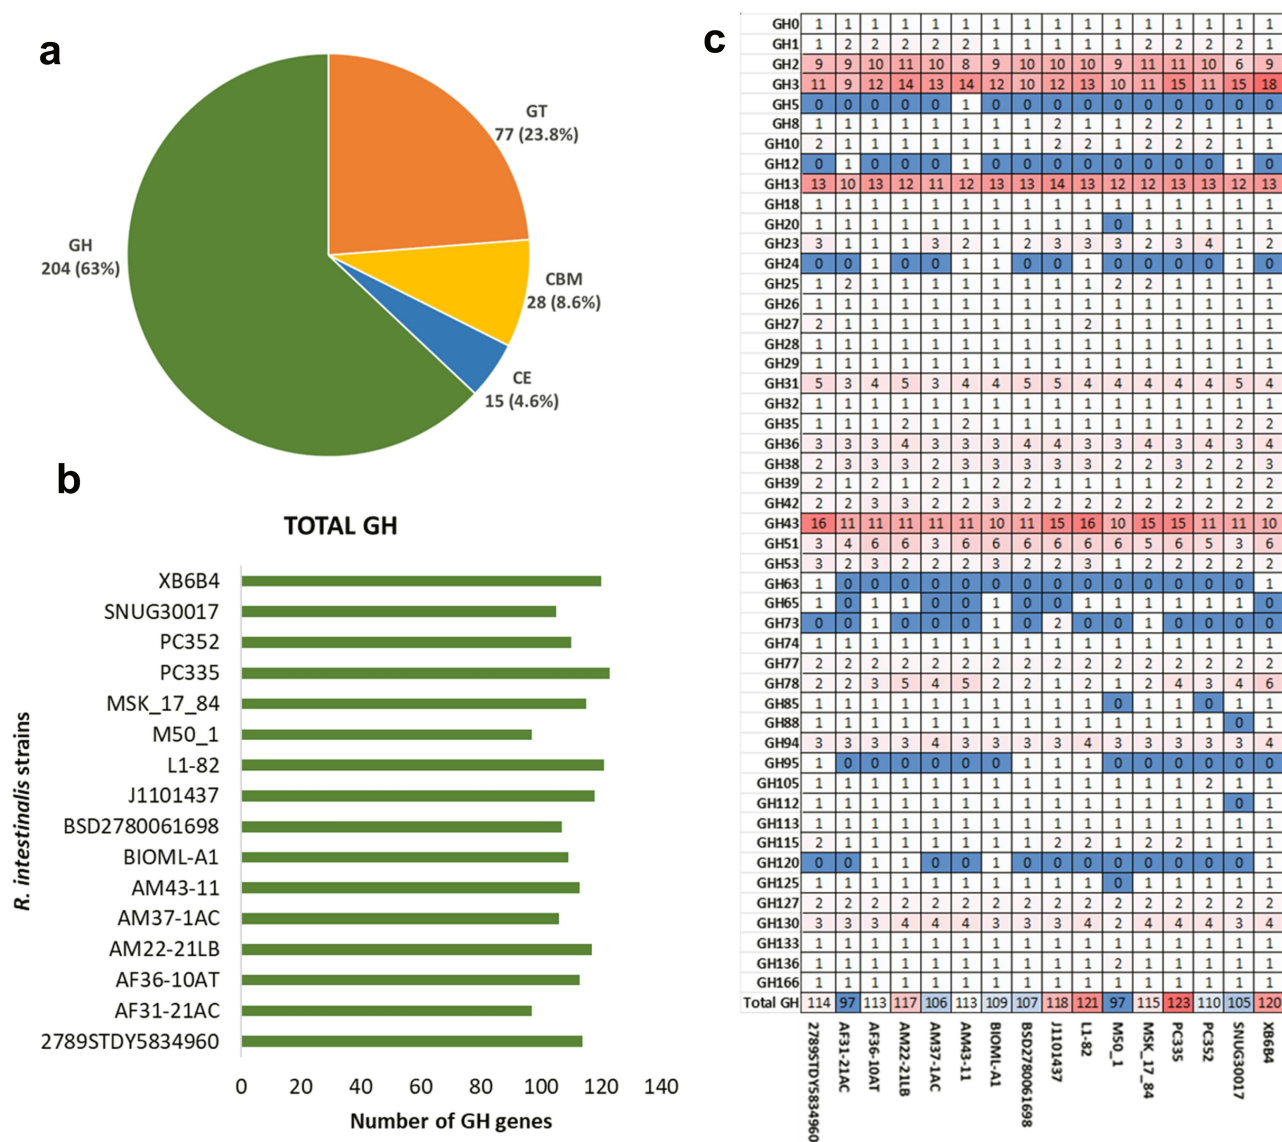 a
GT
77 (23.8%)
CBM
28 (8.6%)
CE
15 (4.6%)
GH
204 (63%)
b
TOTAL GH
R. intestinalis strains
XB6B4
SNUG30017
PC352
PC335
MSK_17_84
M50_1
L1-82
J1101437
BSD2780061698
BIOML-A1
AM43-11
AM37-1AC
AM22-21LB
AF36-10AT
AF31-21AC
2789STDY5834960
0 20 40 60 80 100 120 140
Number of GH genes
c
GH0 1 1 1 1 1 1 1 1 1 1 1 1 1 1 1 1
GH1 1 2 2 2 2 2 1 1 1 1 1 2 2 2 2 1
GH2 9 9 10 11 10 8 9 10 10 10 9 11 11 10 6 9
GH3 11 9 12 14 13 14 12 10 12 13 10 11 15 11 15 18
GH5 0 0 0 0 0 1 0 0 0 0 0 0 0 0 0 0
GH8 1 1 1 1 1 1 1 1 2 1 1 2 2 1 1 1
GH10 2 1 1 1 1 1 1 1 2 2 1 2 2 2 1 1
GH12 0 1 0 0 0 1 0 0 0 0 0 0 0 0 1 0
GH13 13 10 13 12 11 12 13 13 14 13 12 12 13 13 12 13
GH18 1 1 1 1 1 1 1 1 1 1 1 1 1 1 1 1
GH20 1 1 1 1 1 1 1 1 1 1 0 1 1 1 1 1
GH23 3 1 1 1 3 2 1 2 3 3 3 2 3 4 1 2
GH24 0 0 1 0 0 1 1 0 0 1 0 0 0 0 1 0
GH25 1 2 1 1 1 1 1 1 1 1 2 2 1 1 1 1
GH26 1 1 1 1 1 1 1 1 1 1 1 1 1 1 1 1
GH27 2 1 1 1 1 1 1 1 1 2 1 1 1 1 1 1
GH28 1 1 1 1 1 1 1 1 1 1 1 1 1 1 1 1
GH29 1 1 1 1 1 1 1 1 1 1 1 1 1 1 1 1
GH31 5 3 4 5 3 4 4 5 5 4 4 4 4 4 5 4
GH32 1 1 1 1 1 1 1 1 1 1 1 1 1 1 1 1
GH35 1 1 1 2 1 2 1 1 1 1 1 1 1 1 2 2
GH36 3 3 3 4 3 3 3 4 4 3 3 4 3 4 3 4
GH38 2 3 3 3 2 3 3 3 3 3 2 2 3 2 2 3
GH39 2 1 2 1 2 2 1 2 1 1 1 1 2 1 2 2
GH42 2 2 3 3 2 2 3 2 2 2 2 2 2 2 2 2
GH43 16 11 11 11 11 11 10 11 15 16 10 15 15 11 11 10
GH51 3 4 6 6 3 6 6 6 6 6 6 5 6 5 3 6
GH53 3 2 3 2 2 2 3 2 2 3 1 2 2 2 2 2
GH63 1 0 0 0 0 0 0 0 0 0 0 0 0 0 0 1
GH65 1 0 1 1 0 0 1 0 0 1 1 1 1 1 1 0
GH73 0 0 1 0 0 0 1 0 2 0 0 1 0 0 0 0
GH74 1 1 1 1 1 1 1 1 1 1 1 1 1 1 1 1
GH77 2 2 2 2 2 2 2 2 2 2 2 2 2 2 2 2
GH78 2 2 3 5 4 5 2 2 1 2 1 2 4 3 4 6
GH85 1 1 1 1 1 1 1 1 1 1 0 1 1 0 1 1
GH88 1 1 1 1 1 1 1 1 1 1 1 1 1 1 0 1
GH94 3 3 3 3 4 3 3 3 3 4 3 3 3 3 3 4
GH95 1 0 0 0 0 0 0 1 1 1 0 0 0 0 0 0
GH105 1 1 1 1 1 1 1 1 1 1 1 1 1 2 1 1
GH112 1 1 1 1 1 1 1 1 1 1 1 1 1 1 0 1
GH113 1 1 1 1 1 1 1 1 1 1 1 1 1 1 1 1
GH115 2 1 1 1 1 1 1 1 2 2 1 2 2 1 1 1
GH120 0 0 1 1 0 0 1 0 0 0 0 0 0 0 0 1
GH125 1 1 1 1 1 1 1 1 1 1 0 1 1 1 1 1
GH127 2 2 2 2 2 2 2 2 2 2 2 2 2 2 2 2
GH130 3 3 3 4 4 4 3 3 3 4 2 4 4 4 3 4
GH133 1 1 1 1 1 1 1 1 1 1 1 1 1 1 1 1
GH136 1 1 1 1 1 1 1 1 1 1 2 1 1 1 1 1
GH166 1 1 1 1 1 1 1 1 1 1 1 1 1 1 1 1
Total GH 114 97 113 117 106 113 109 107 118 121 97 115 123 110 105 120
2789STDY5834960
AF31-21AC
AF36-10AT
AM22-21LB
AM37-1AC
AM43-11
BIOML-A1
BSD2780061698
J1101437
L1-82
M50_1
MSK_17_84
PC335
PC352
SNUG30017
XB6B4